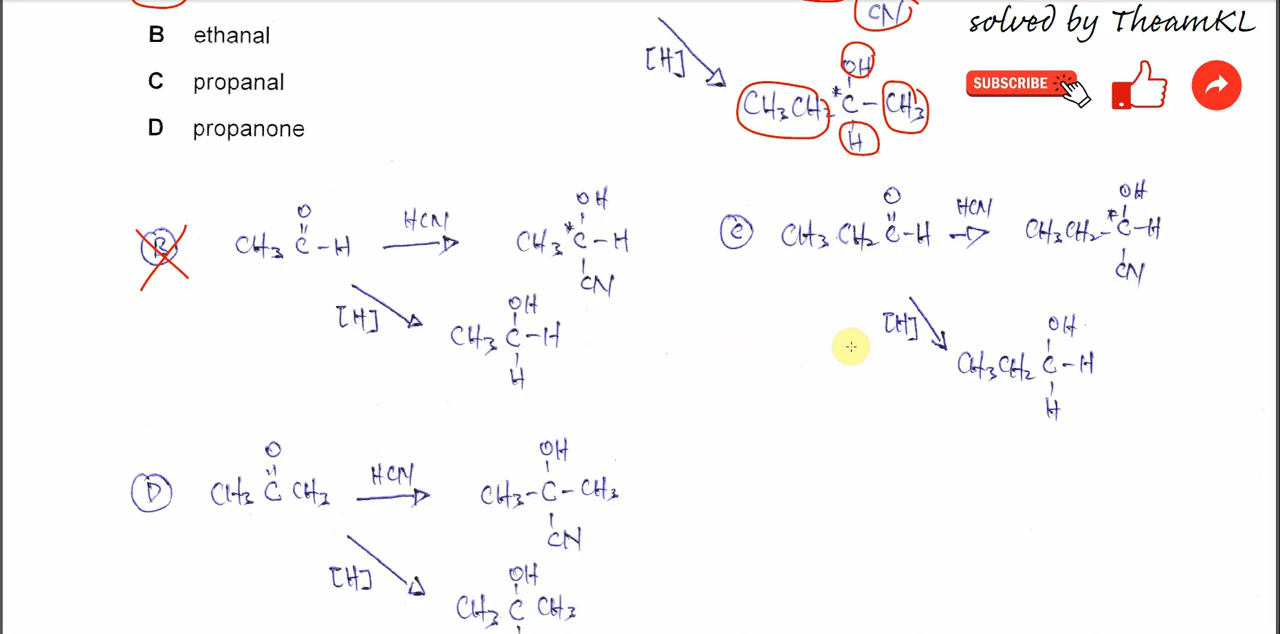 CN
solved by TheamKL
B ethanal
[H]
OH
SUBSCRIBE
C propanal
CH3CH2 *C - CH3
H
D propanone
OH
O
HCN
B
CH3 C - H
CH3 *C - H
CN
[H]
OH
CH3 C - H
H
O
HCN
OH
C
CH3 CH2 C - H
CH3CH2 - *C - H
CN
[H]
OH
CH3CH2 C - H
H
O
HCN
OH
D
CH3 C CH3
CH3 - C - CH3
CN
[H]
OH
CH3 C CH3